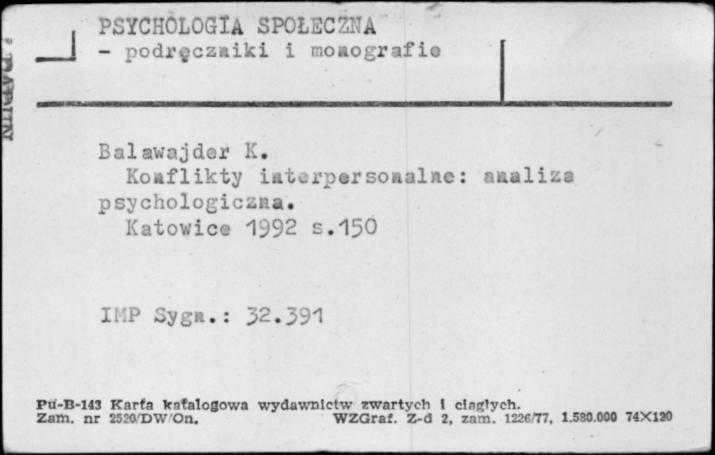 PSYCHOLOGIA SPOŁECZNA
- podręczniki i monografie
Balawajder K.
Konflikty interpersonalne: analiza
psychologiczna.
Katowice 1992 s.150
IMP Sygn.: 32.391
Pu-B-143 Karta katalogowa wydawnictw zwartych i ciągłych.
Zam. nr 2520/DW/On. WZGraf. Z-d 2, zam. 1226/77, 1.580.000 74X120